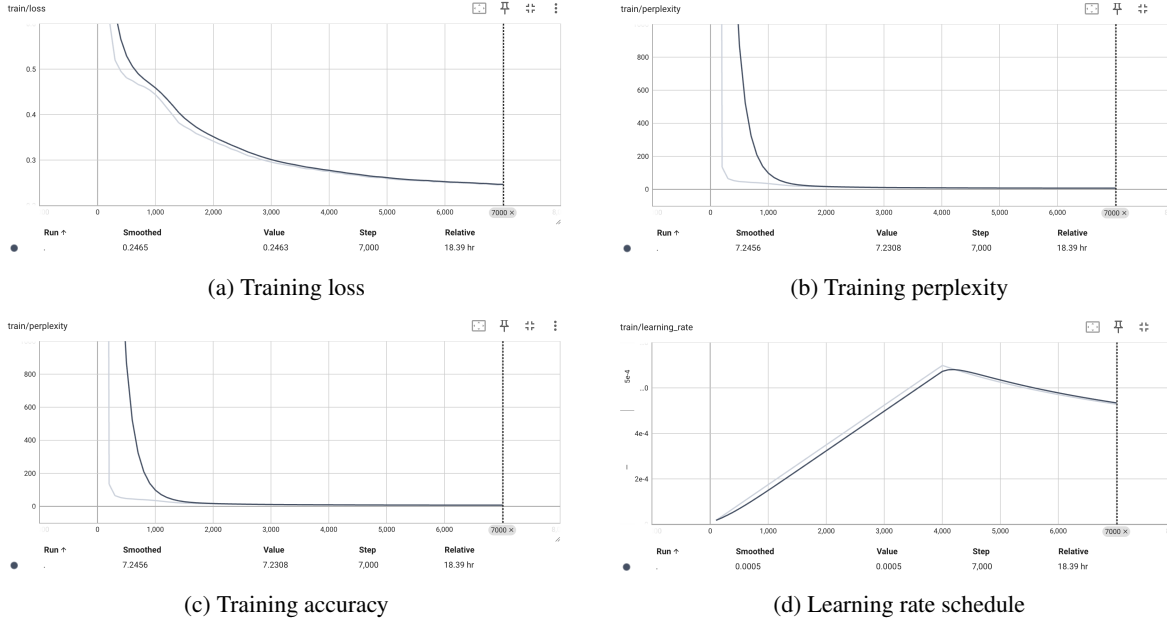 train/loss
0.5
0.4
0.3
0 1,000 2,000 3,000 4,000 5,000 6,000 7000 ×
Run ↑ Smoothed Value Step Relative
. 0.2465 0.2463 7,000 18.39 hr
(a) Training loss
train/perplexity
800
600
400
200
0
0 1,000 2,000 3,000 4,000 5,000 6,000 7000 ×
Run ↑ Smoothed Value Step Relative
. 7.2456 7.2308 7,000 18.39 hr
(b) Training perplexity
train/perplexity
800
600
400
200
0
0 1,000 2,000 3,000 4,000 5,000 6,000 7000 ×
Run ↑ Smoothed Value Step Relative
. 7.2456 7.2308 7,000 18.39 hr
(c) Training accuracy
train/learning_rate
5e-4
...0
4e-4
2e-4
0 1,000 2,000 3,000 4,000 5,000 6,000 7000 ×
Run ↑ Smoothed Value Step Relative
. 0.0005 0.0005 7,000 18.39 hr
(d) Learning rate schedule